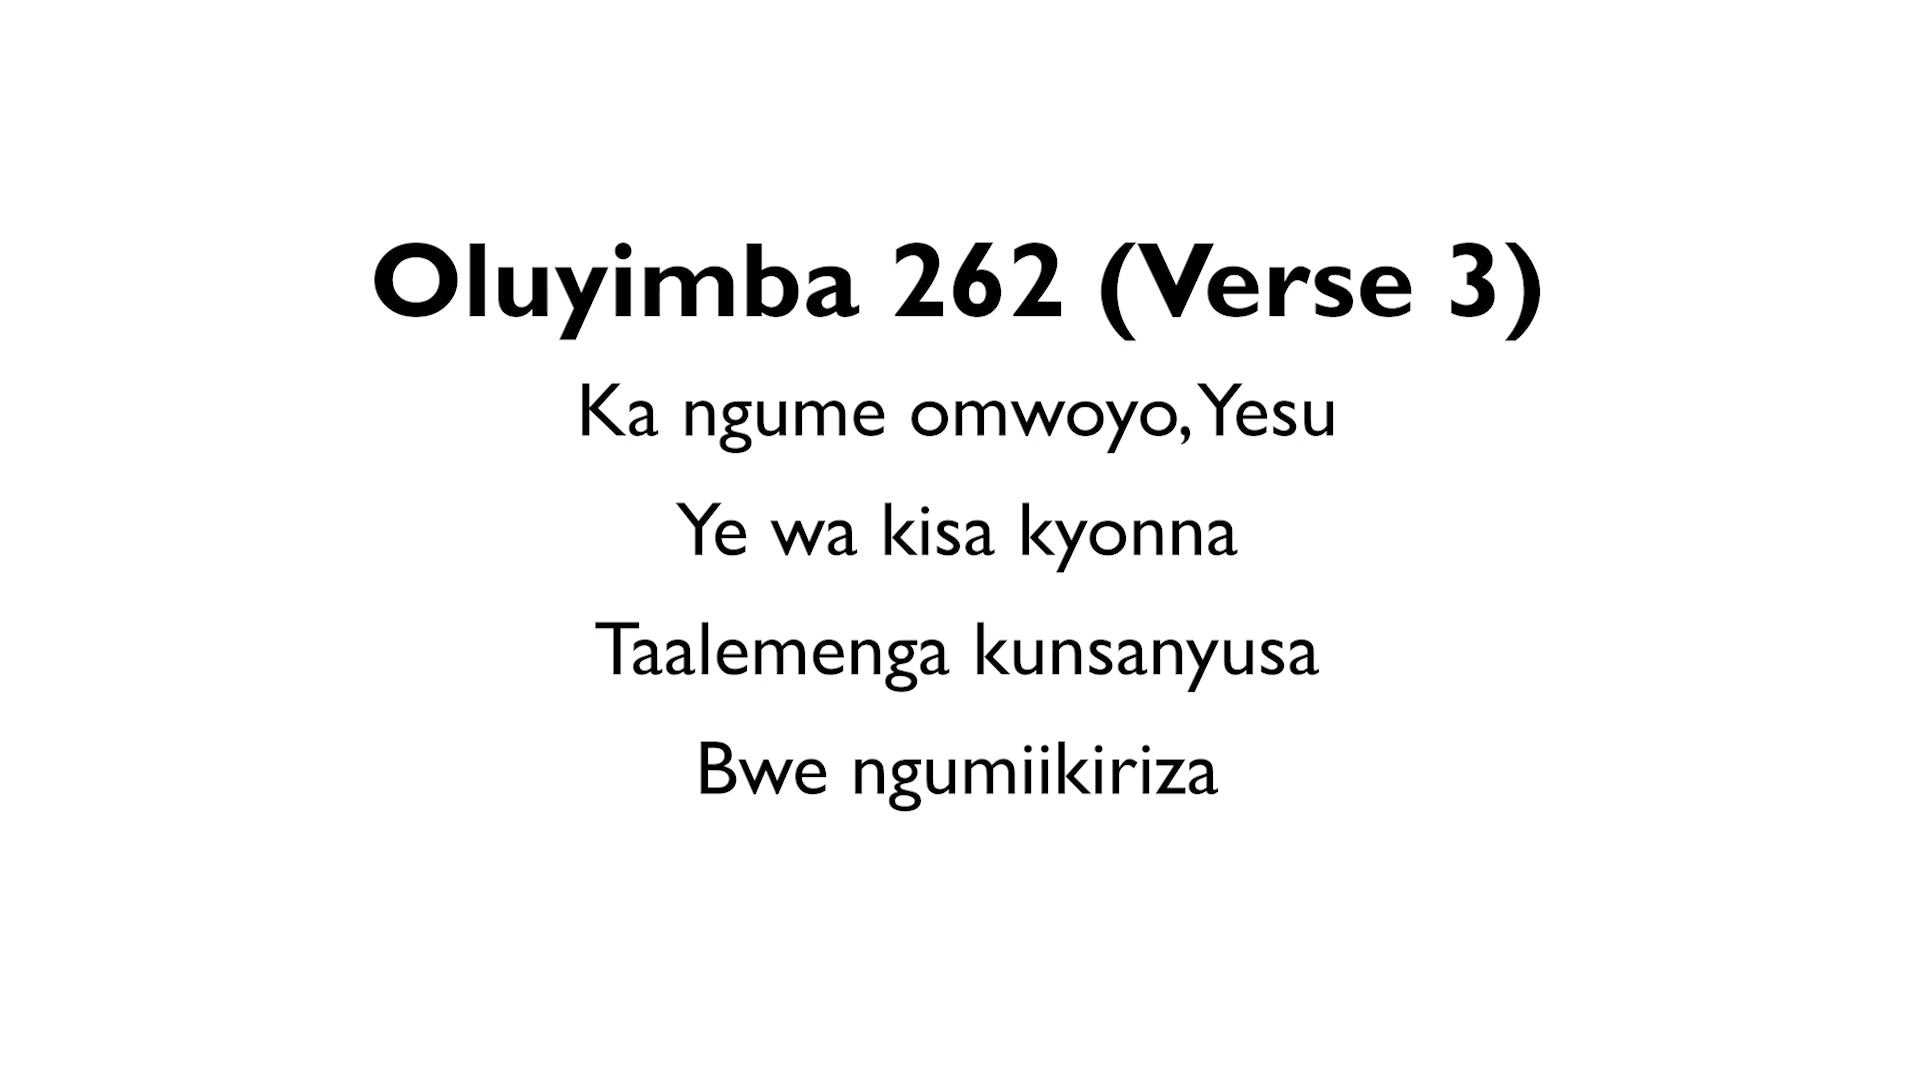 Oluyimba 262 (Verse 3)
Ka ngume omwoyo, Yesu
Ye wa kisa kyonna
Taalemenga kunsanyusa
Bwe ngumiikiriza